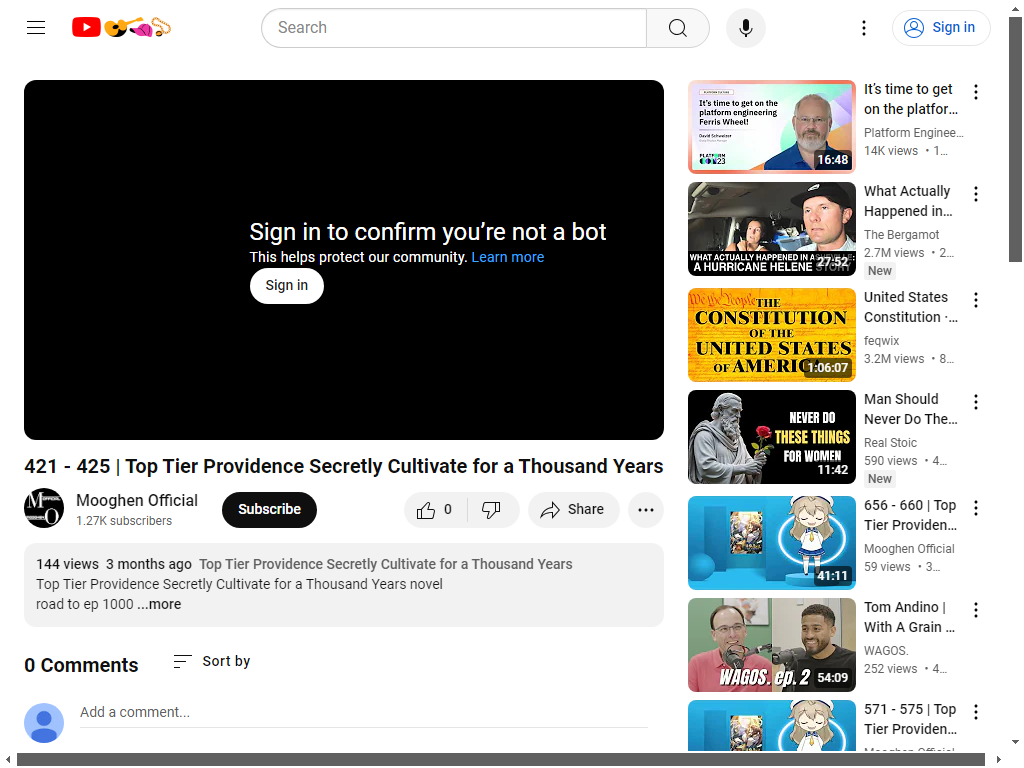 Search
Sign in
Sign in to confirm you're not a bot
This helps protect our community. Learn more
Sign in
421 - 425 | Top Tier Providence Secretly Cultivate for a Thousand Years
Mooghen Official
1.27K subscribers
Subscribe
0
Share
144 views 3 months ago Top Tier Providence Secretly Cultivate for a Thousand Years
Top Tier Providence Secretly Cultivate for a Thousand Years novel
road to ep 1000 ...more
0 Comments
Sort by
Add a comment...
It's time to get on the
platform engineering
Ferris Wheel!
David Schweizer
PLATFORM
CON23
16:48
It's time to get
on the platfor...
Platform Enginee...
14K views • 1...
WHAT ACTUALLY HAPPENED IN
A HURRICANE HELENE STORY
27:52
What Actually
Happened in...
The Bergamot
2.7M views • 2...
New
We the People
THE
CONSTITUTION
OF THE
UNITED STATES
OF AMERIC
1:06:07
United States
Constitution ·...
feqwix
3.2M views • 8...
NEVER DO
THESE THINGS
FOR WOMEN
11:42
Man Should
Never Do The...
Real Stoic
590 views • 4...
New
41:11
656 - 660 | Top
Tier Providen...
Mooghen Official
59 views • 3...
WAGOS. ep. 2
54:09
Tom Andino |
With A Grain ...
WAGOS.
252 views • 4...
571 - 575 | Top
Tier Providen...
Mooghen Official